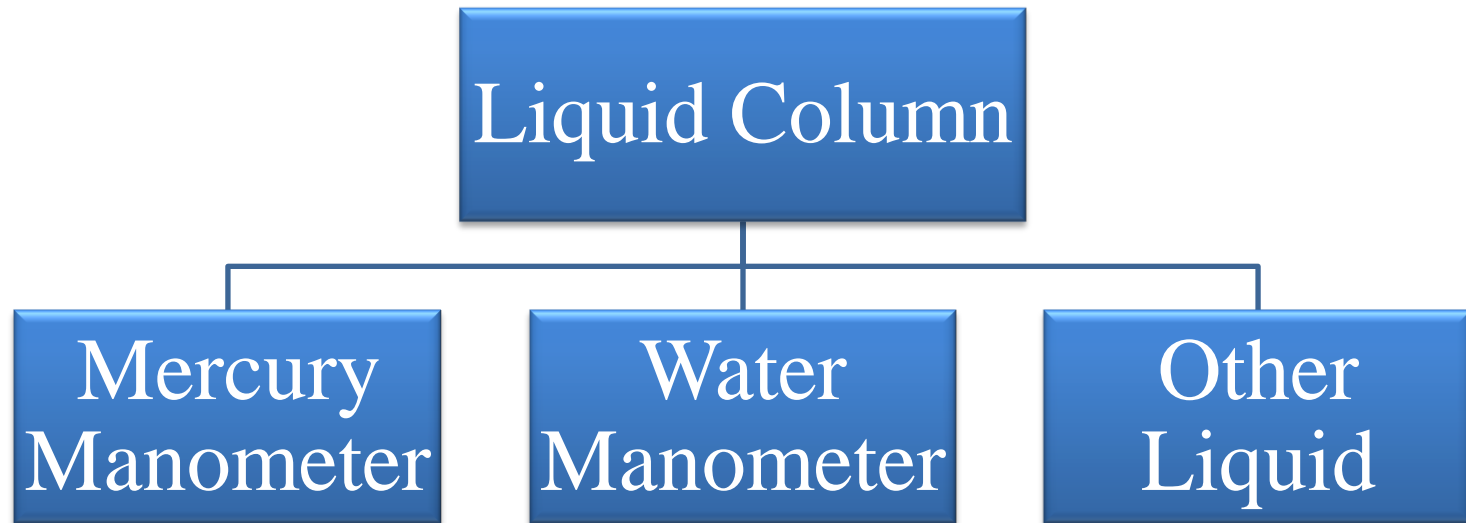 Liquid Column
Mercury
Manometer
Water
Manometer
Other
Liquid